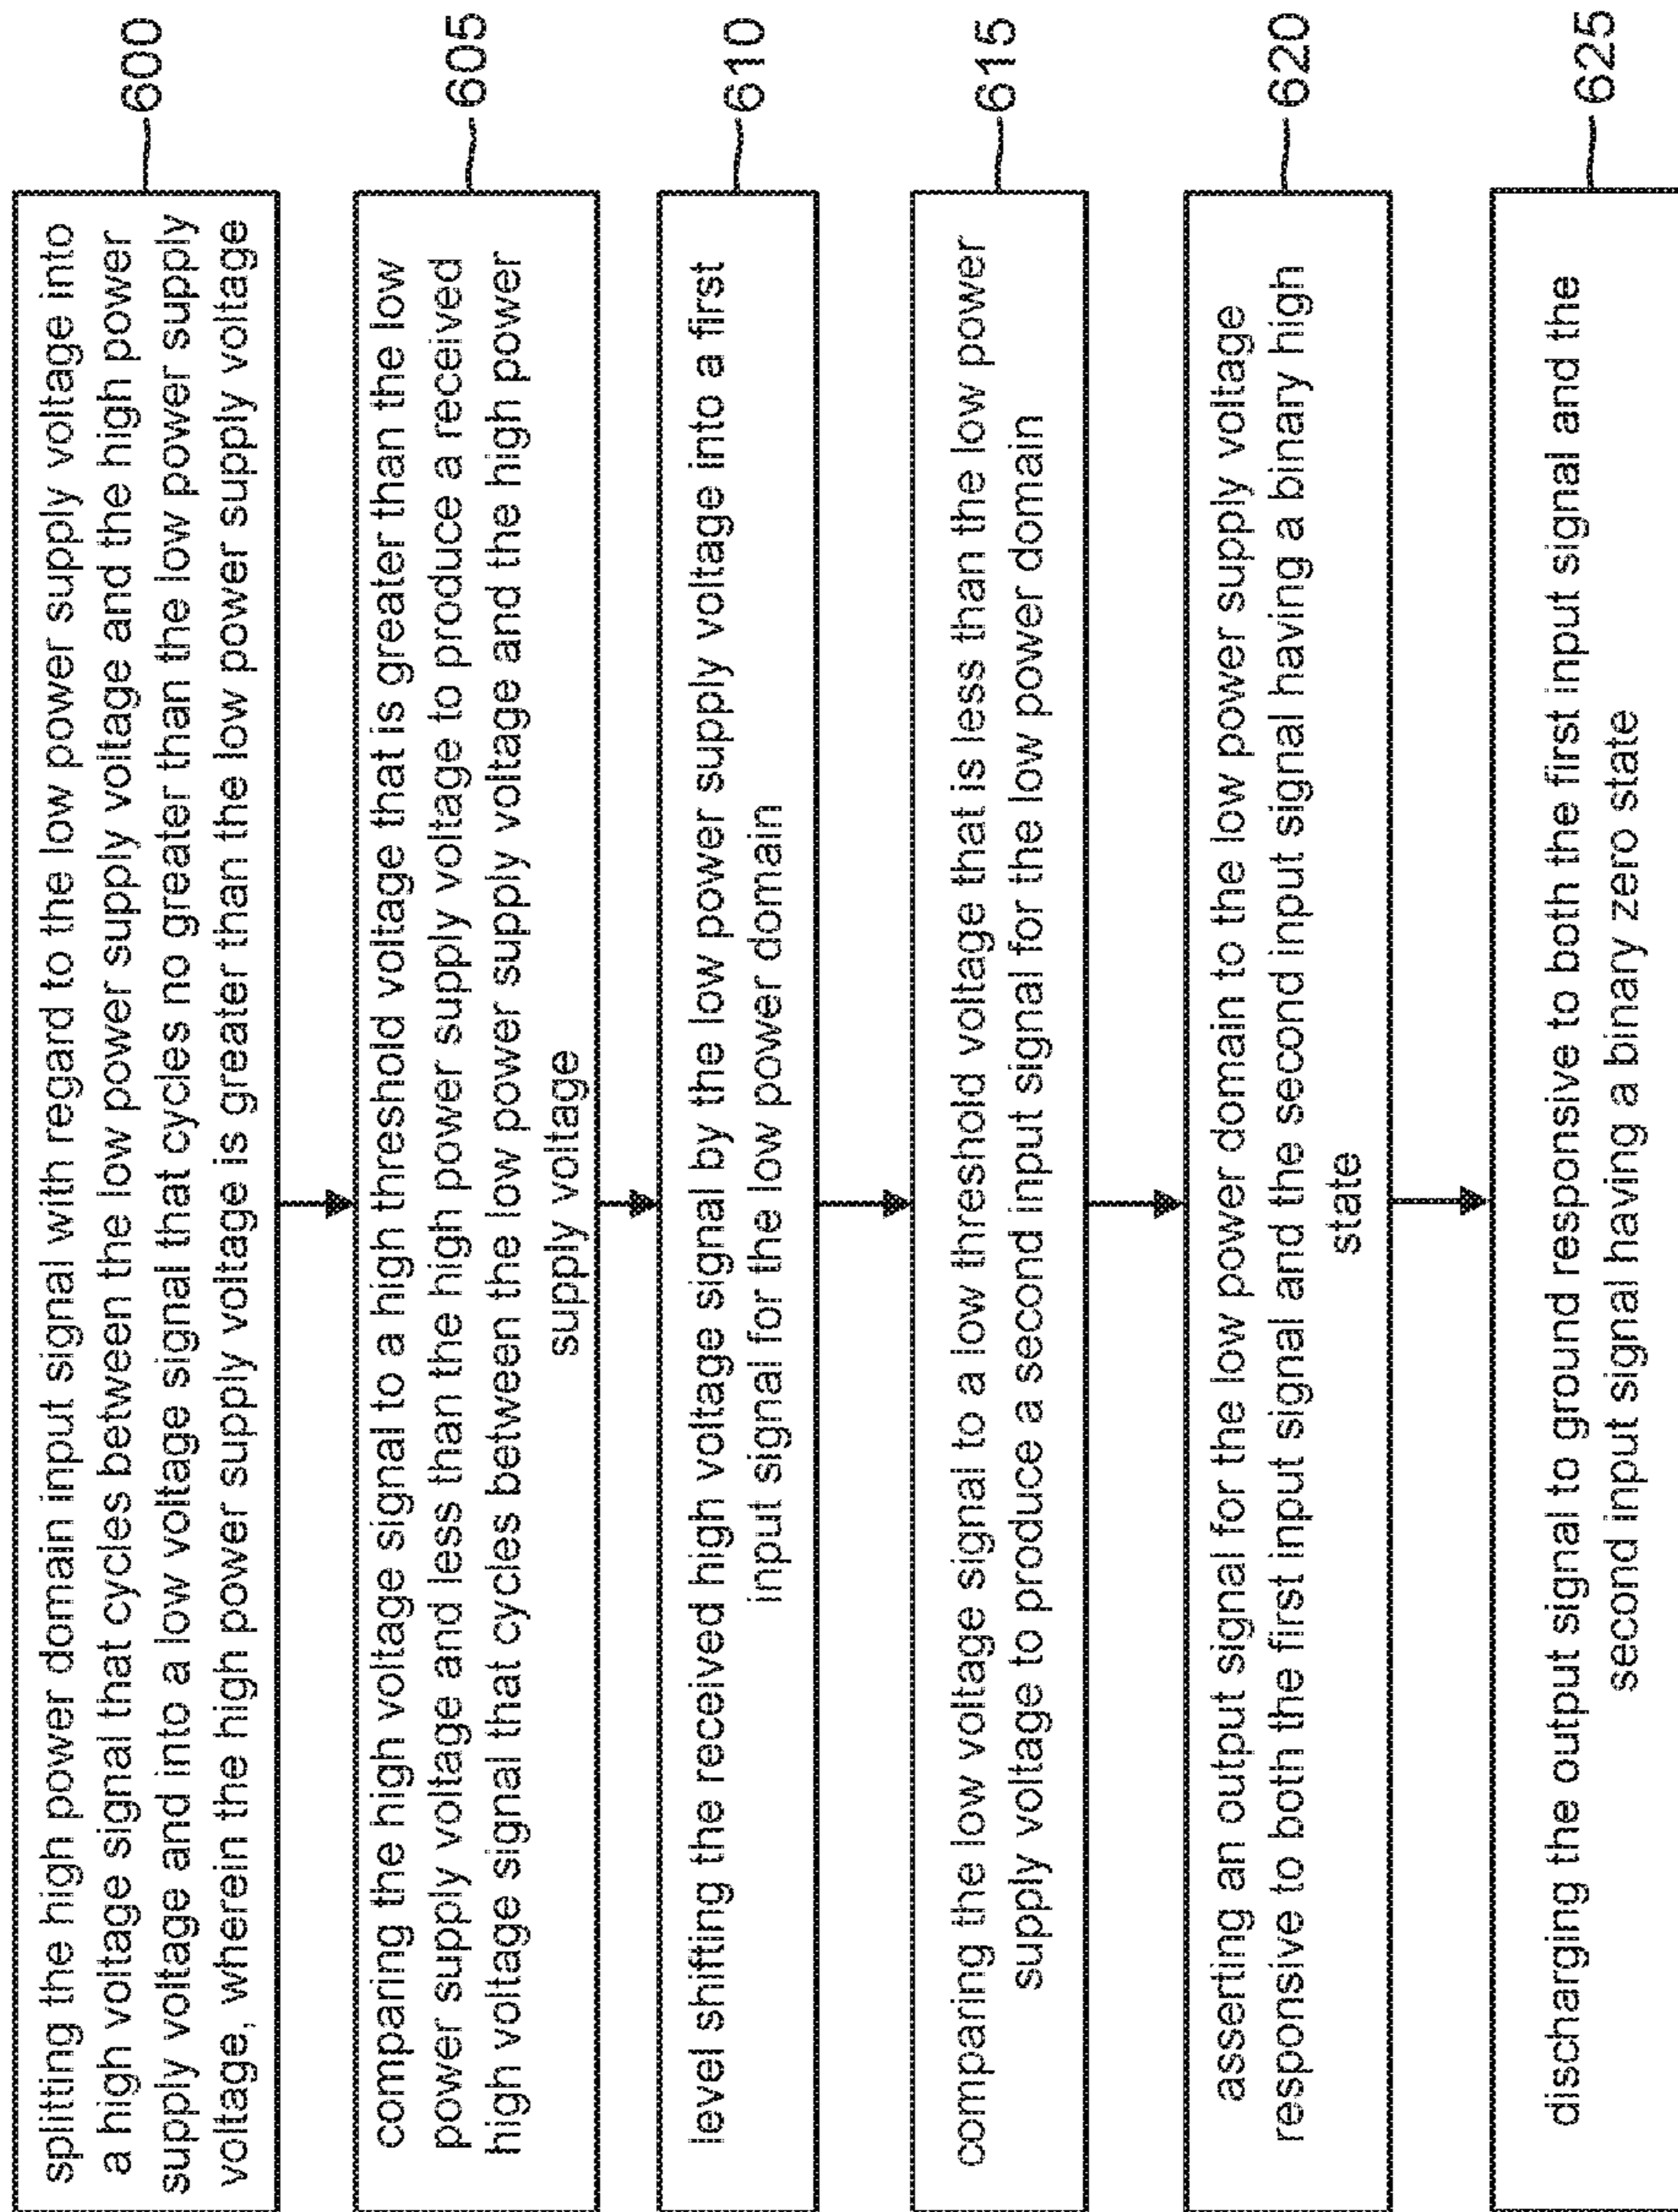 splitting the high power domain input signal with regard to the low power supply voltage into
a high voltage signal that cycles between the low power supply voltage and the high power
supply voltage and into a low voltage signal that cycles no greater than the low power supply
voltage, wherein the high power supply voltage is greater than the low power supply voltage
600
comparing the high voltage signal to a high threshold voltage that is greater than the low
power supply voltage and less than the high power supply voltage to produce a received
high voltage signal that cycles between the low power supply voltage and the high power
supply voltage
605
level shifting the received high voltage signal by the low power supply voltage into a first
input signal for the low power domain
610
comparing the low voltage signal to a low threshold voltage that is less than the low power
supply voltage to produce a second input signal for the low power domain
615
asserting an output signal for the low power domain to the low power supply voltage
responsive to both the first input signal and the second input signal having a binary high
state
620
discharging the output signal to ground responsive to both the first input signal and the
second input signal having a binary zero state
625